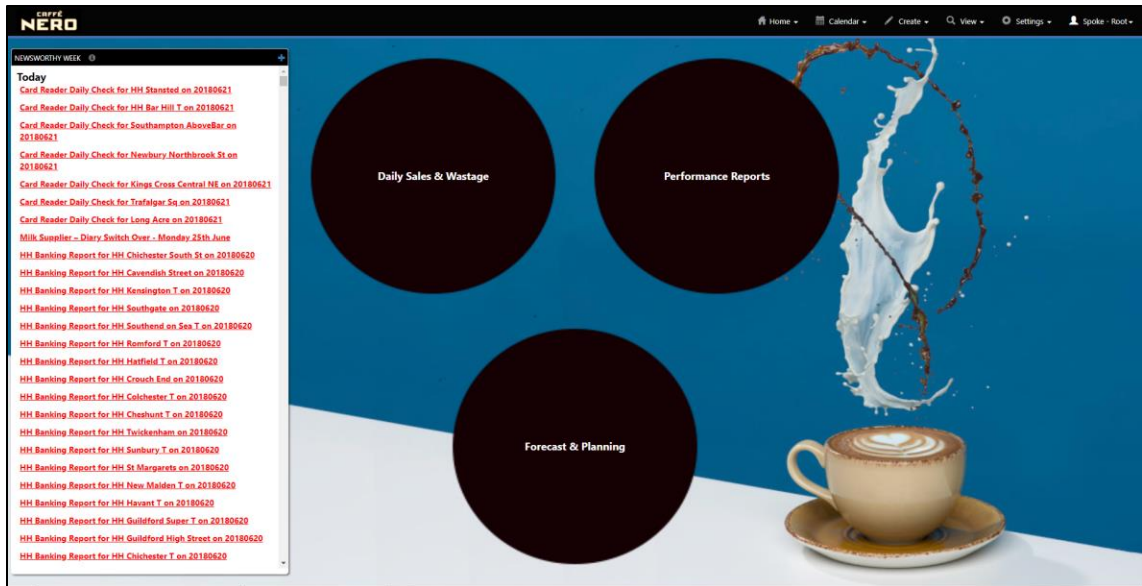 CAFFÈ
NERO
Home
Calendar
Create
View
Settings
Spoke - Root
NEWSWORTHY WEEK
Today
Card Reader Daily Check for HH Stansted on 20180621
Card Reader Daily Check for HH Bar Hill T on 20180621
Card Reader Daily Check for Southampton AboveBar on
20180621
Card Reader Daily Check for Newbury Northbrook St on
20180621
Card Reader Daily Check for Kings Cross Central NE on 20180621
Card Reader Daily Check for Trafalgar Sq on 20180621
Card Reader Daily Check for Long Acre on 20180621
Milk Supplier – Diary Switch Over - Monday 25th June
HH Banking Report for HH Chichester South St on 20180620
HH Banking Report for HH Cavendish Street on 20180620
HH Banking Report for HH Kensington T on 20180620
HH Banking Report for HH Southgate on 20180620
HH Banking Report for HH Southend on Sea T on 20180620
HH Banking Report for HH Romford T on 20180620
HH Banking Report for HH Hatfield T on 20180620
HH Banking Report for HH Crouch End on 20180620
HH Banking Report for HH Colchester T on 20180620
HH Banking Report for HH Cheshunt T on 20180620
HH Banking Report for HH Twickenham on 20180620
HH Banking Report for HH Sunbury T on 20180620
HH Banking Report for HH St Margarets on 20180620
HH Banking Report for HH New Malden T on 20180620
HH Banking Report for HH Havant T on 20180620
HH Banking Report for HH Guildford Super T on 20180620
HH Banking Report for HH Guildford High Street on 20180620
HH Banking Report for HH Chichester T on 20180620
Daily Sales & Wastage
Performance Reports
Forecast & Planning